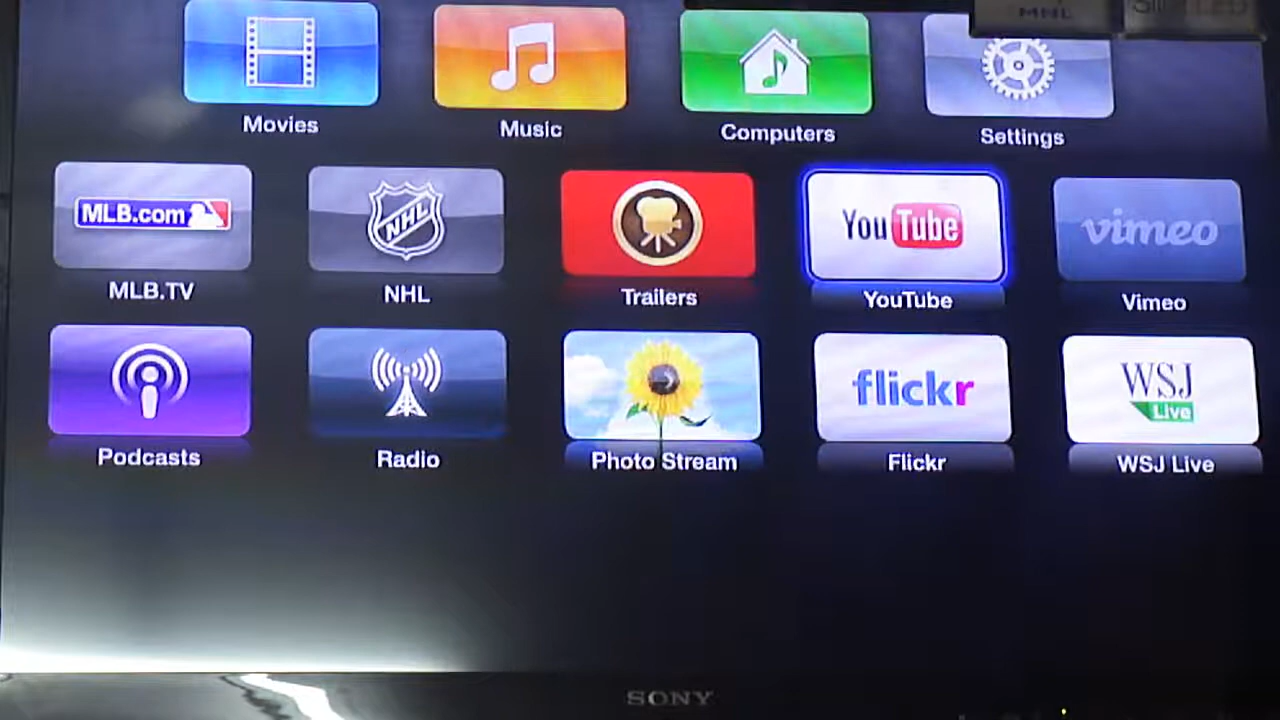 Movies
Music
Computers
Settings
MLB.com
NHL
YouTube
vimeo
MLB.TV
NHL
Trailers
YouTube
Vimeo
flickr
WSJ
Live
Podcasts
Radio
Photo Stream
Flickr
WSJ Live
SONY